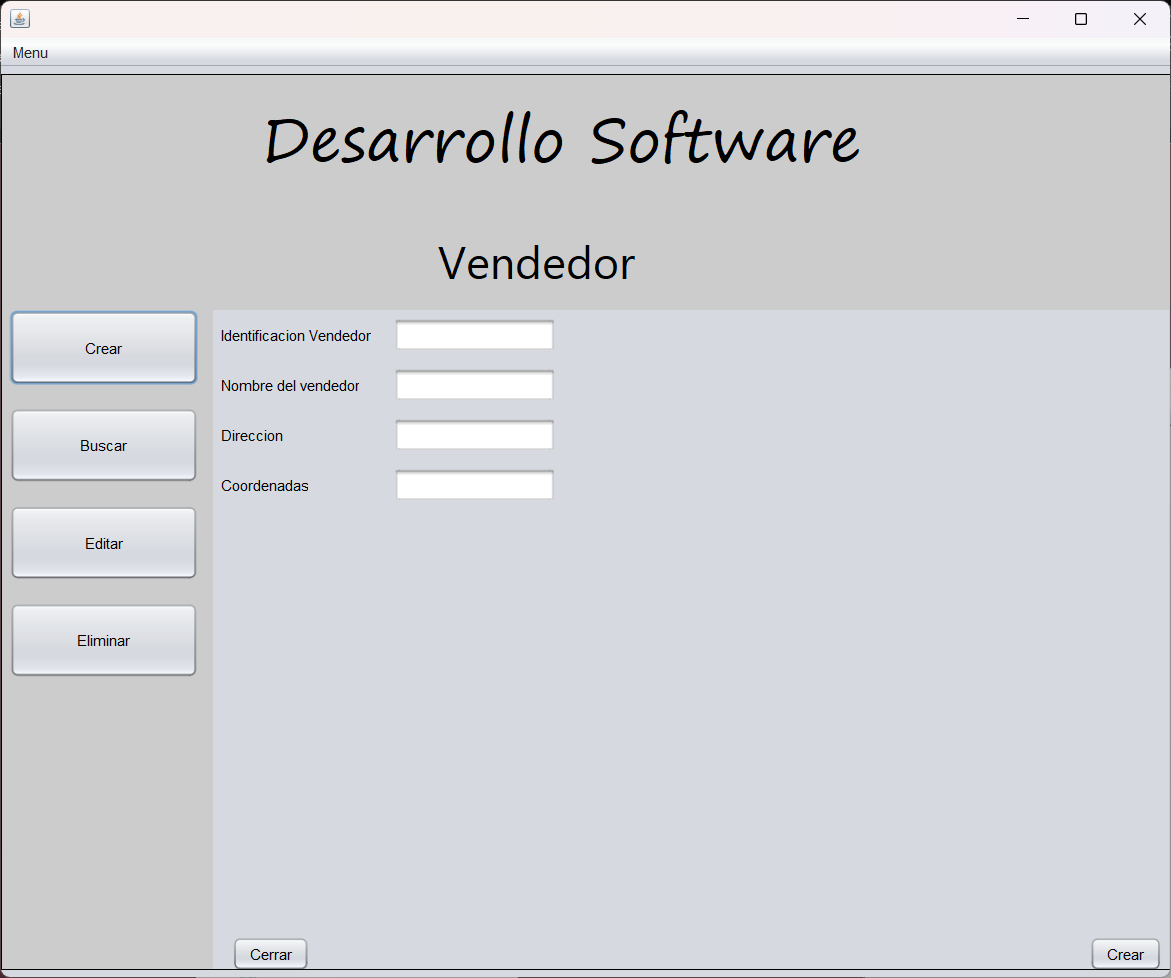 Menu
Desarrollo Software
Vendedor
Crear
Buscar
Editar
Eliminar
Identificacion Vendedor
Nombre del vendedor
Direccion
Coordenadas
Cerrar
Crear